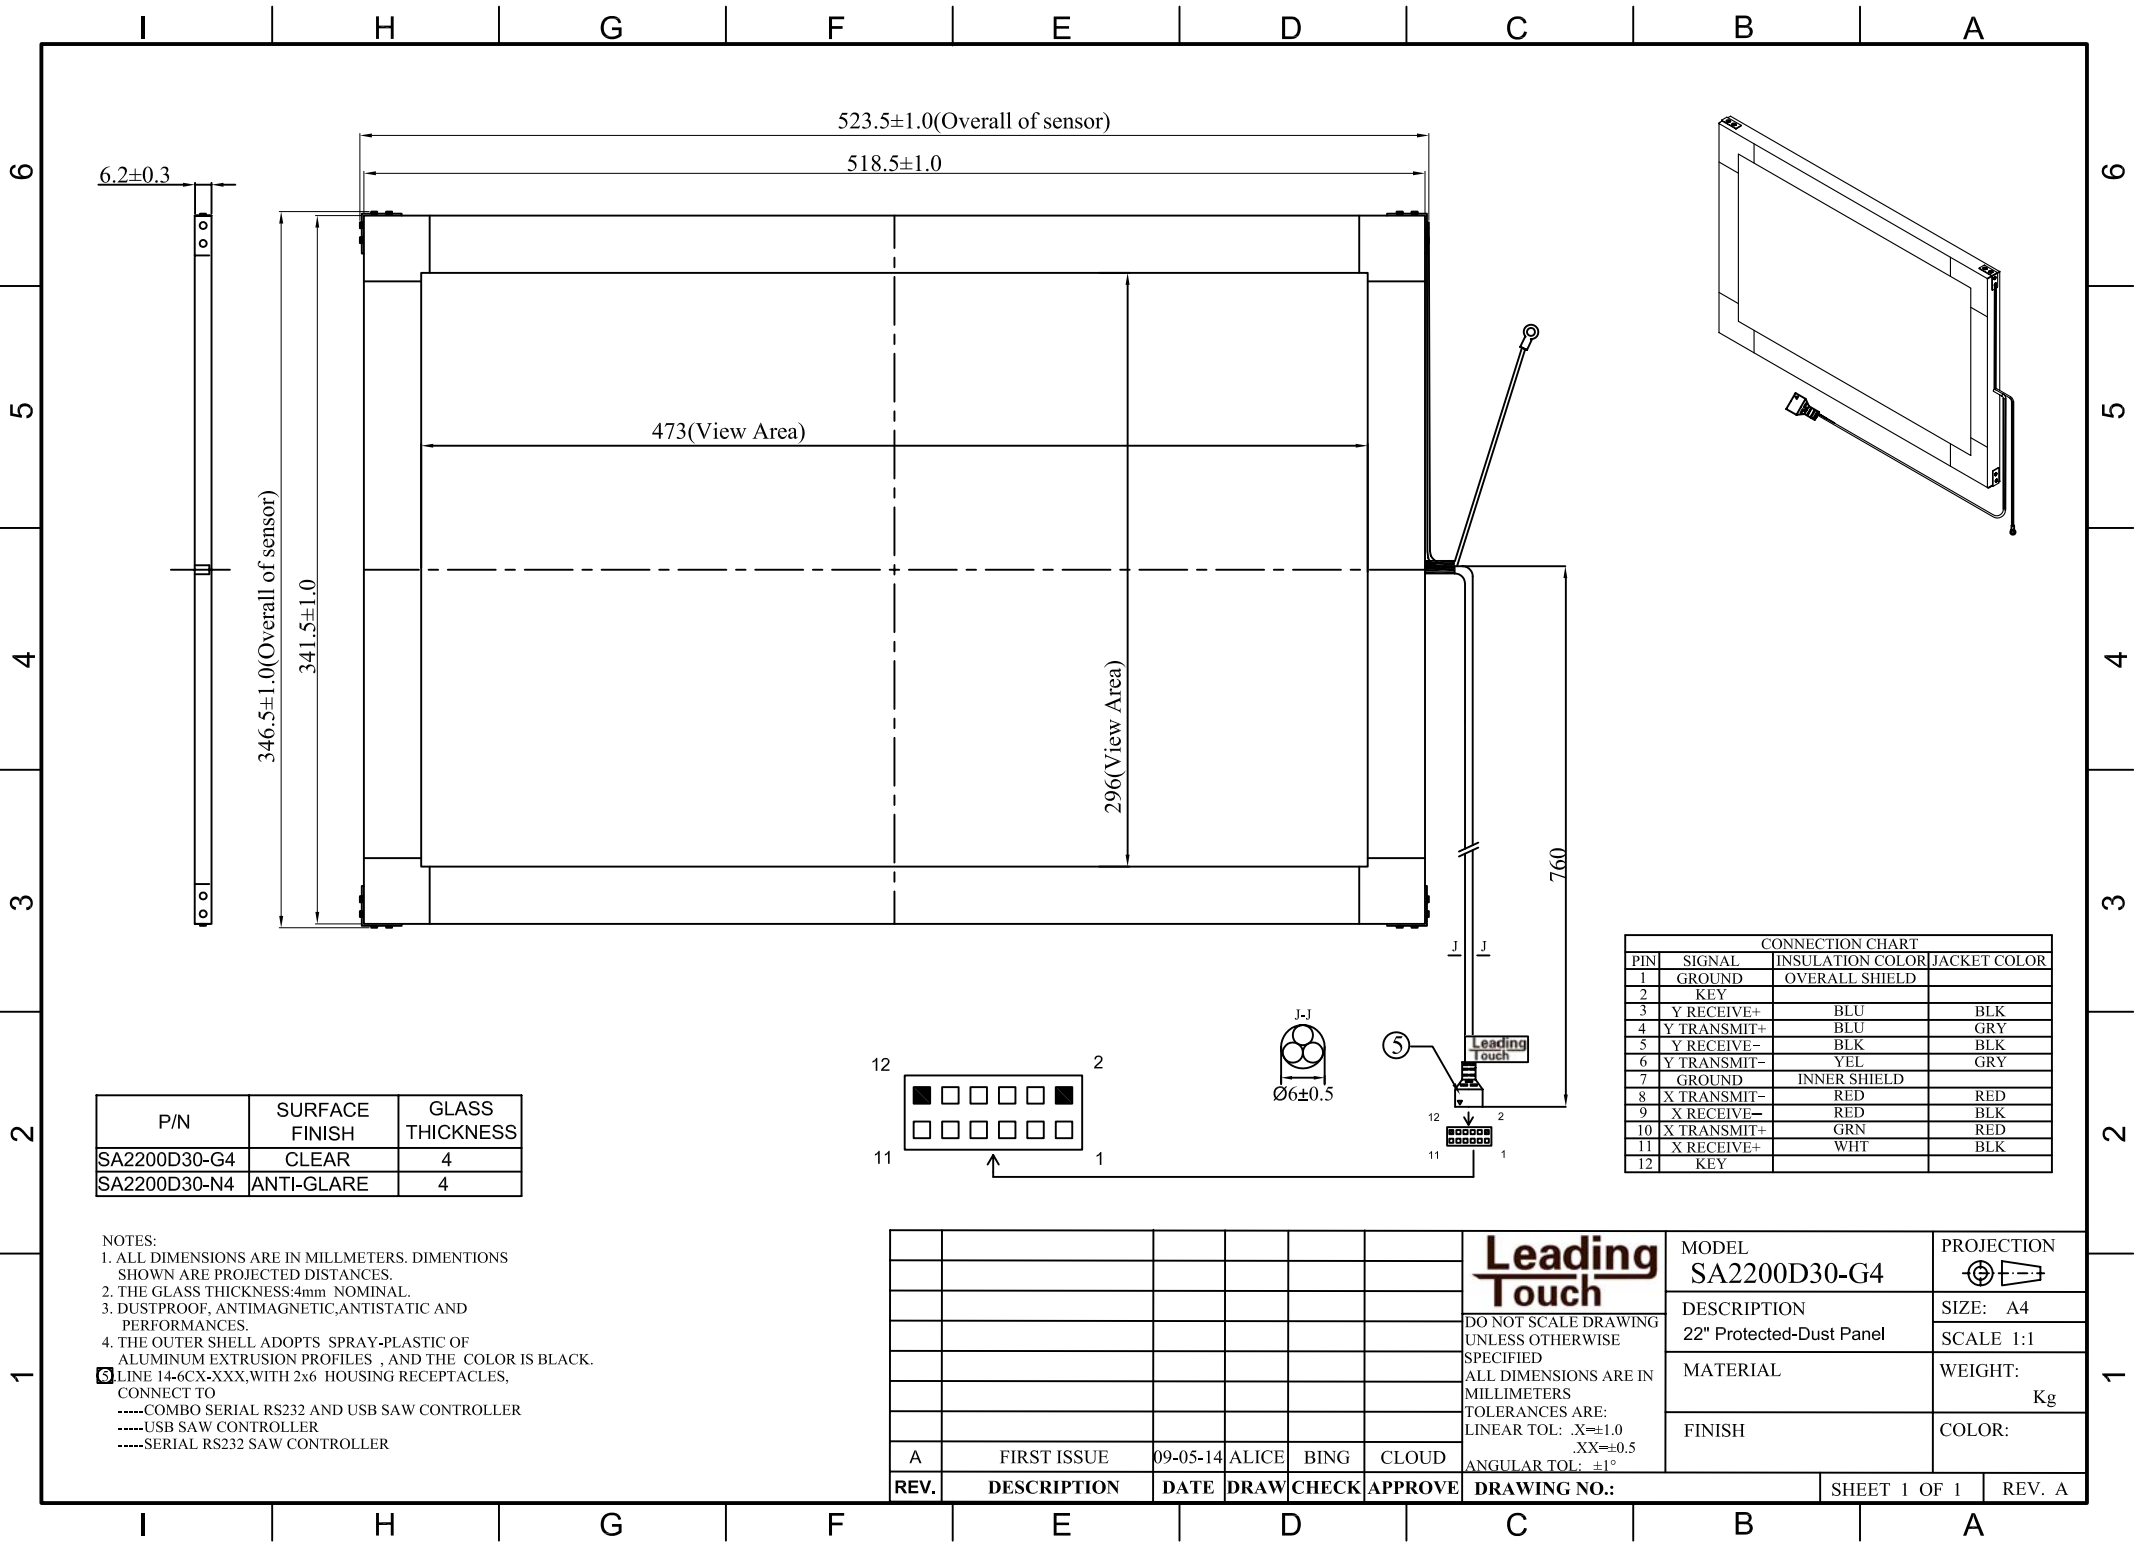 I H G F E D C B A
6 5 4 3 2 1
6 5 4 3 2 1
523.5±1.0(Overall of sensor)
518.5±1.0
6.2±0.3
473(View Area)
346.5±1.0(Overall of sensor)
341.5±1.0
296(View Area)
760
J J
J-J
Ø6±0.5
5
Leading
Touch
12 2
11 1
12 2
11 1
CONNECTION CHART
PIN SIGNAL INSULATION COLOR JACKET COLOR
1 GROUND OVERALL SHIELD
2 KEY
3 Y RECEIVE+ BLU BLK
4 Y TRANSMIT+ BLU GRY
5 Y RECEIVE- BLK BLK
6 Y TRANSMIT- YEL GRY
7 GROUND INNER SHIELD
8 X TRANSMIT- RED RED
9 X RECEIVE- RED BLK
10 X TRANSMIT+ GRN RED
11 X RECEIVE+ WHT BLK
12 KEY
P/N SURFACE FINISH GLASS THICKNESS
SA2200D30-G4 CLEAR 4
SA2200D30-N4 ANTI-GLARE 4
NOTES:
1. ALL DIMENSIONS ARE IN MILLMETERS. DIMENTIONS
SHOWN ARE PROJECTED DISTANCES.
2. THE GLASS THICKNESS:4mm NOMINAL.
3. DUSTPROOF, ANTIMAGNETIC,ANTISTATIC AND
PERFORMANCES.
4. THE OUTER SHELL ADOPTS SPRAY-PLASTIC OF
ALUMINUM EXTRUSION PROFILES , AND THE COLOR IS BLACK.
5.LINE 14-6CX-XXX,WITH 2x6 HOUSING RECEPTACLES,
CONNECT TO
-----COMBO SERIAL RS232 AND USB SAW CONTROLLER
-----USB SAW CONTROLLER
-----SERIAL RS232 SAW CONTROLLER
A FIRST ISSUE 09-05-14 ALICE BING CLOUD
REV. DESCRIPTION DATE DRAW CHECK APPROVE
Leading
Touch
DO NOT SCALE DRAWING
UNLESS OTHERWISE
SPECIFIED
ALL DIMENSIONS ARE IN
MILLIMETERS
TOLERANCES ARE:
LINEAR TOL: .X=±1.0
.XX=±0.5
ANGULAR TOL: ±1°
DRAWING NO.:
MODEL
SA2200D30-G4
DESCRIPTION
22" Protected-Dust Panel
MATERIAL
FINISH
PROJECTION
SIZE: A4
SCALE 1:1
WEIGHT:
Kg
COLOR:
SHEET 1 OF 1
REV. A
I H G F E D C B A